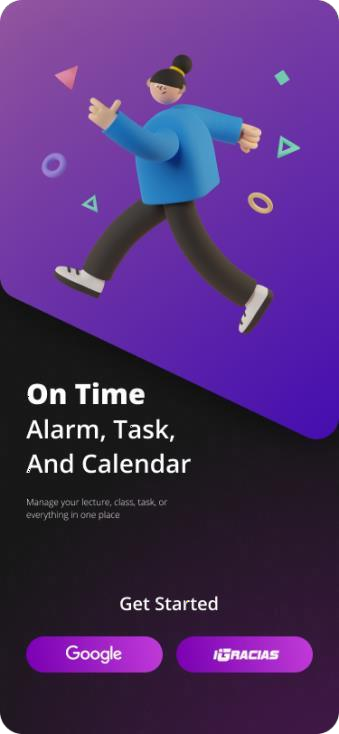 On Time
Alarm, Task,
And Calendar
Manage your lecture, class, task, or
everything in one place
Get Started
Google
iGRACIAS